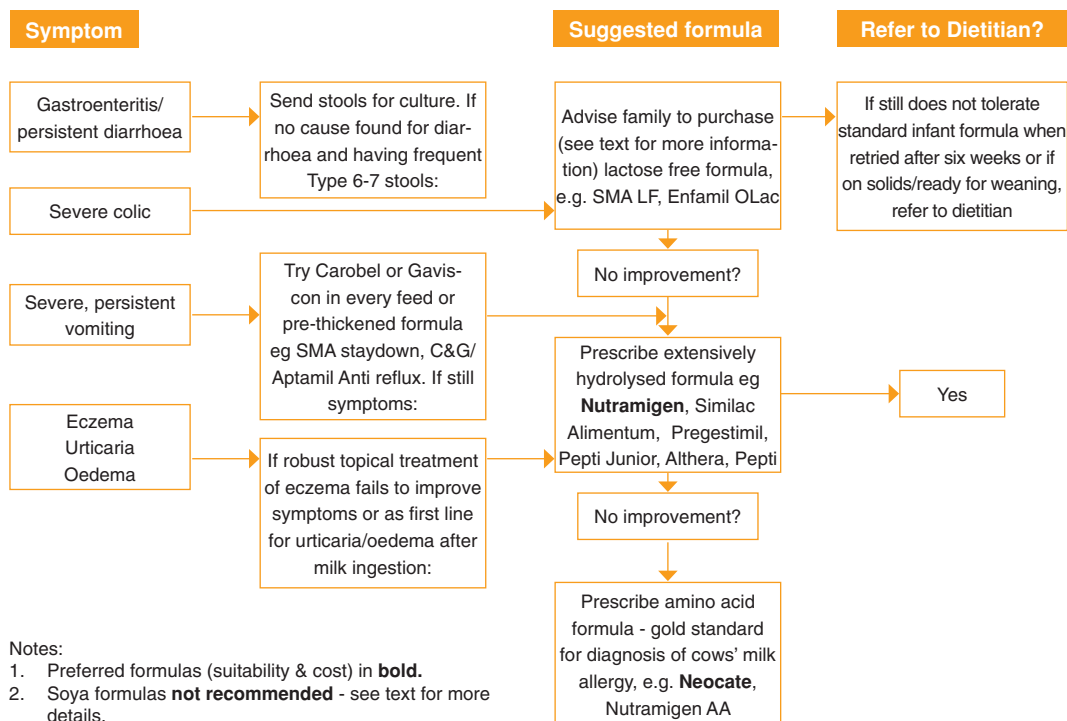 Symptom
Suggested formula
Refer to Dietitian?
Gastroenteritis/
persistent diarrhoea
Send stools for culture. If
no cause found for diar-
rhoea and having frequent
Type 6-7 stools:
Advise family to purchase
(see text for more informa-
tion) lactose free formula,
e.g. SMA LF, Enfamil OLac
If still does not tolerate
standard infant formula when
retried after six weeks or if
on solids/ready for weaning,
refer to dietitian
Severe colic
No improvement?
Severe, persistent
vomiting
Try Carobel or Gavis-
con in every feed or
pre-thickened formula
eg SMA staydown, C&G/
Aptamil Anti reflux. If still
symptoms:
Prescribe extensively
hydrolysed formula eg
Nutramigen, Similac
Alimentum, Pregestimil,
Pepti Junior, Althera, Pepti
Yes
Eczema
Urticaria
Oedema
If robust topical treatment
of eczema fails to improve
symptoms or as first line
for urticaria/oedema after
milk ingestion:
No improvement?
Prescribe amino acid
formula - gold standard
for diagnosis of cows' milk
allergy, e.g. Neocate,
Nutramigen AA
Notes:
1. Preferred formulas (suitability & cost) in bold.
2. Soya formulas not recommended - see text for more
details.